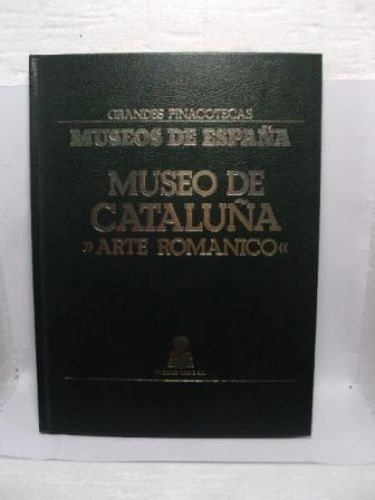 GRANDES PINACOTECAS
MUSEOS DE ESPAÑA
MUSEO DE
CATALUÑA
»ARTE ROMANICO«